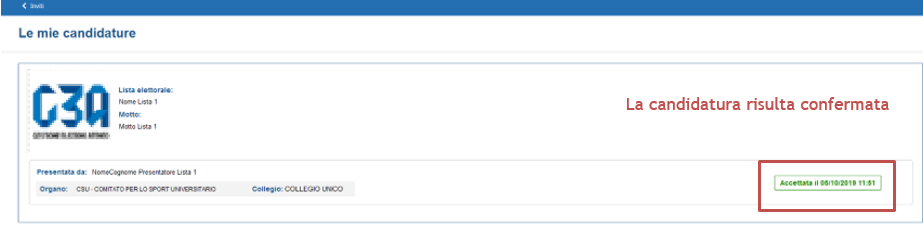 Inviti
Le mie candidature
Lista elettorale:
Nome Lista 1
Motto:
Motto Lista 1
G3A
GESTIONE ELEZIONI ATENEO
La candidatura risulta confermata
Presentata da: NomeCognome Presentatore Lista 1
Organo: CSU - COMITATO PER LO SPORT UNIVERSITARIO Collegio: COLLEGIO UNICO
Accettata il 05/10/2019 11:51